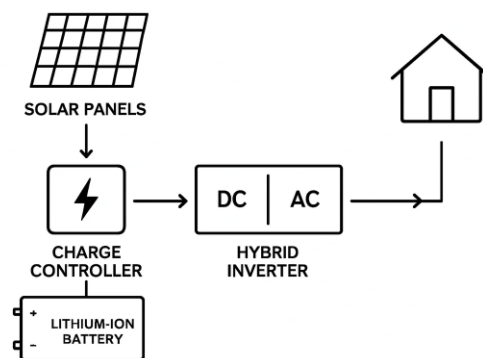 SOLAR PANELS
DC | AC
CHARGE
CONTROLLER
HYBRID
INVERTER
+ LITHIUM-ION
- BATTERY